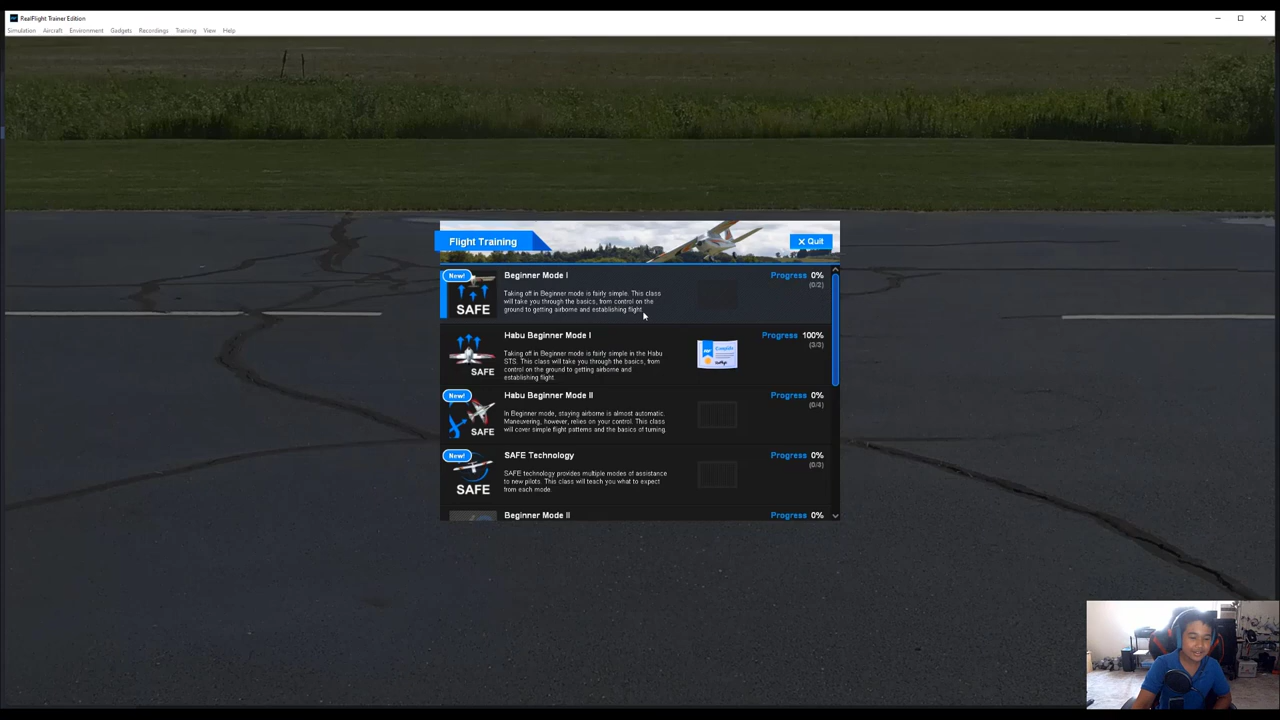 RealFlight Trainer Edition
Simulation Aircraft Environment Gadgets Recordings Training View Help
Flight Training
X Quit
New!
SAFE
Beginner Mode I
Taking off in Beginner mode is fairly simple. This class
will take you through the basics, from control on the
ground to getting airborne and establishing flight.
Progress 0%
(0/2)
SAFE
Habu Beginner Mode I
Taking off in Beginner mode is fairly simple in the Habu
STS. This class will take you through the basics, from
control on the ground to getting airborne and
establishing flight.
Progress 100%
(3/3)
New!
SAFE
Habu Beginner Mode II
In Beginner mode, staying airborne is almost automatic.
Maneuvering, however, relies on your control. This class
will cover simple flight patterns and the basics of turning.
Progress 0%
(0/4)
New!
SAFE
SAFE Technology
SAFE technology provides multiple modes of assistance
to new pilots. This class will teach you what to expect
from each mode.
Progress 0%
(0/3)
Beginner Mode II
Progress 0%